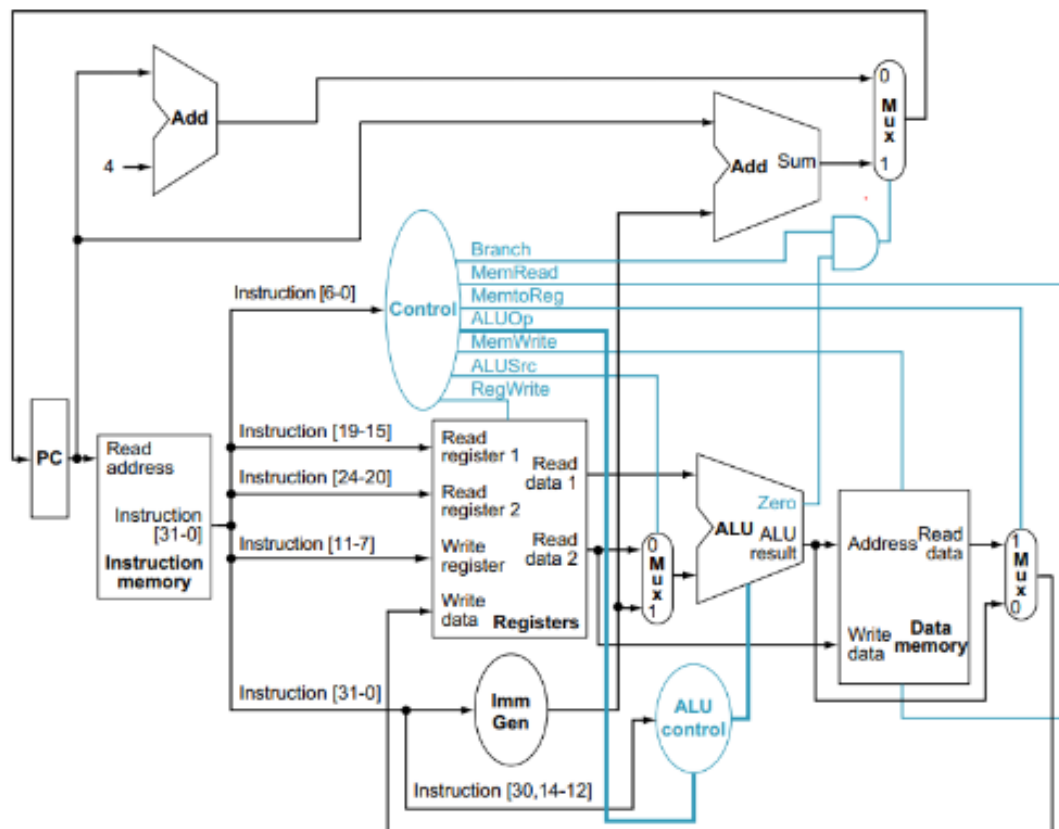 Add
4
0
Mux
1
Add Sum
Branch
MemRead
MemtoReg
ALUOp
MemWrite
ALUSrc
RegWrite
Instruction [6-0]
Control
PC
Read
address
Instruction
[31-0]
Instruction
memory
Instruction [19-15]
Instruction [24-20]
Instruction [11-7]
Read
register 1
Read
register 2
Write
register
Write
data
Read
data 1
Read
data 2
Registers
0
Mux
1
Zero
ALU
ALU
result
Address
Read
data
Write
data
Data
memory
1
Mux
0
Instruction [31-0]
Imm
Gen
ALU
control
Instruction [30,14-12]